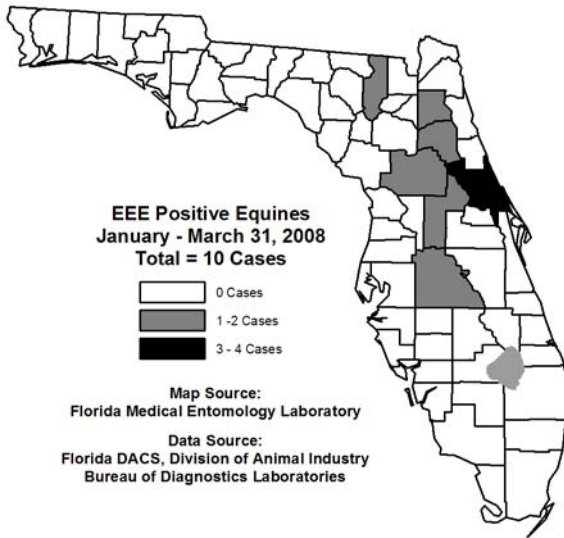 EEE Positive Equines
January - March 31, 2008
Total = 10 Cases
0 Cases
1 -2 Cases
3 - 4 Cases
Map Source:
Florida Medical Entomology Laboratory
Data Source:
Florida DACS, Division of Animal Industry
Bureau of Diagnostics Laboratories